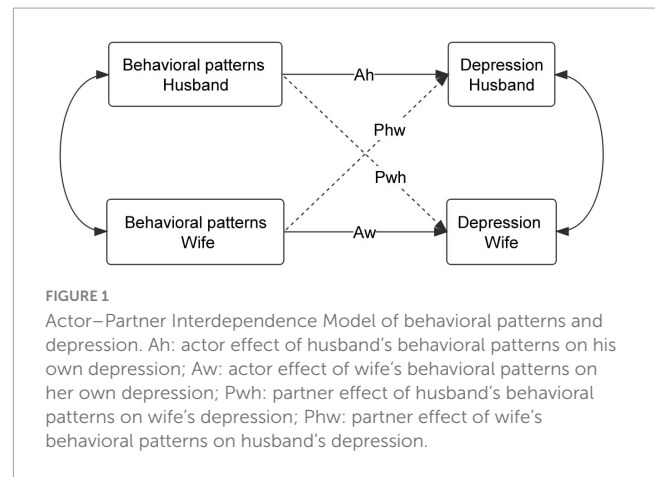 Behavioral patterns
Husband
Depression
Husband
Ah
Phw
Pwh
Behavioral patterns
Wife
Aw
Depression
Wife
FIGURE 1
Actor–Partner Interdependence Model of behavioral patterns and
depression. Ah: actor effect of husband’s behavioral patterns on his
own depression; Aw: actor effect of wife’s behavioral patterns on
her own depression; Pwh: partner effect of husband’s behavioral
patterns on wife’s depression; Phw: partner effect of wife’s
behavioral patterns on husband’s depression.